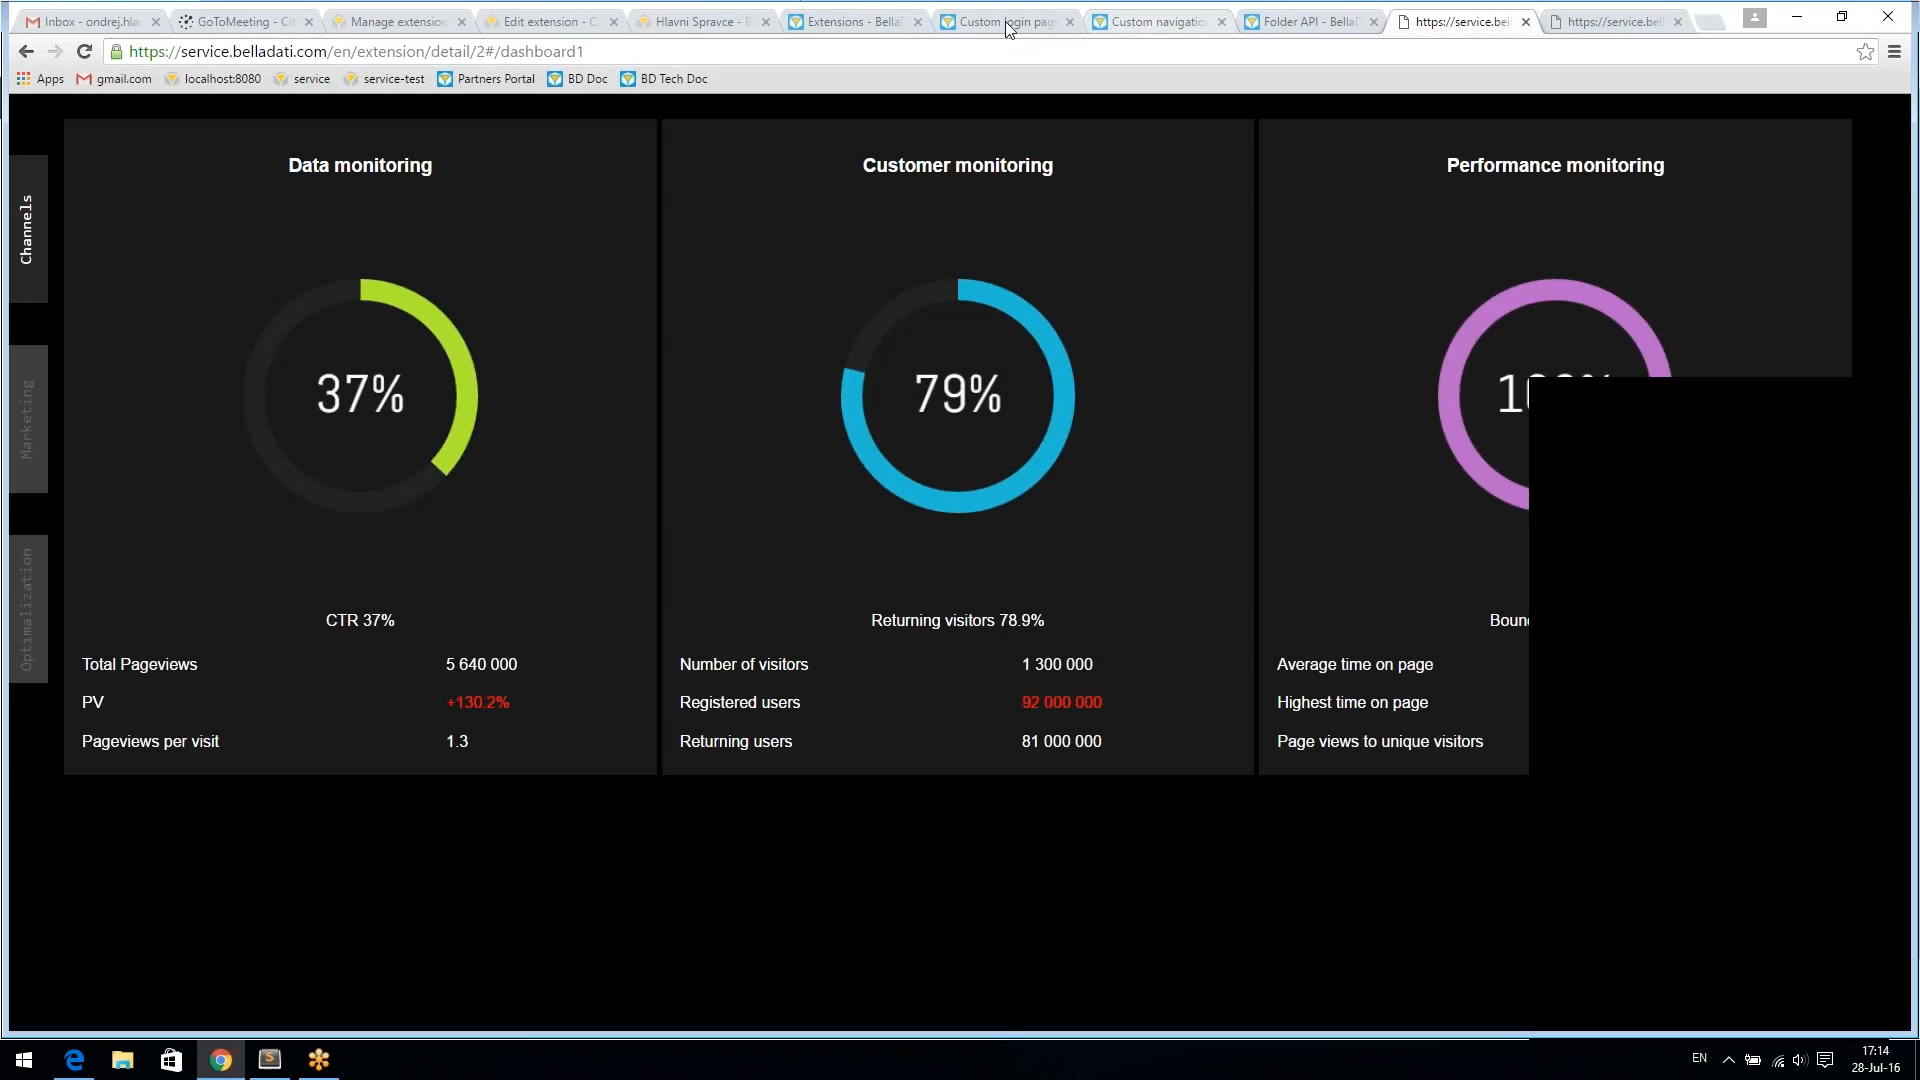 Inbox - ondrej.hla
GoToMeeting - Ci
Manage extension
Edit extension - C
Hlavni Spravce - B
Extensions - BellaD
Custom login page
Custom navigatio
Folder API - BellaD
https://service.bel
https://service.bel
https://service.belladati.com/en/extension/detail/2#/dashboard1
Apps
gmail.com
localhost:8080
service
service-test
Partners Portal
BD Doc
BD Tech Doc
Channels
Marketing
Optimalization
Data monitoring
37%
CTR 37%
Total Pageviews 5 640 000
PV +130.2%
Pageviews per visit 1.3
Customer monitoring
79%
Returning visitors 78.9%
Number of visitors 1 300 000
Registered users 92 000 000
Returning users 81 000 000
Performance monitoring
Average time on page
Highest time on page
Page views to unique visitors
EN
17:14
28-Jul-16